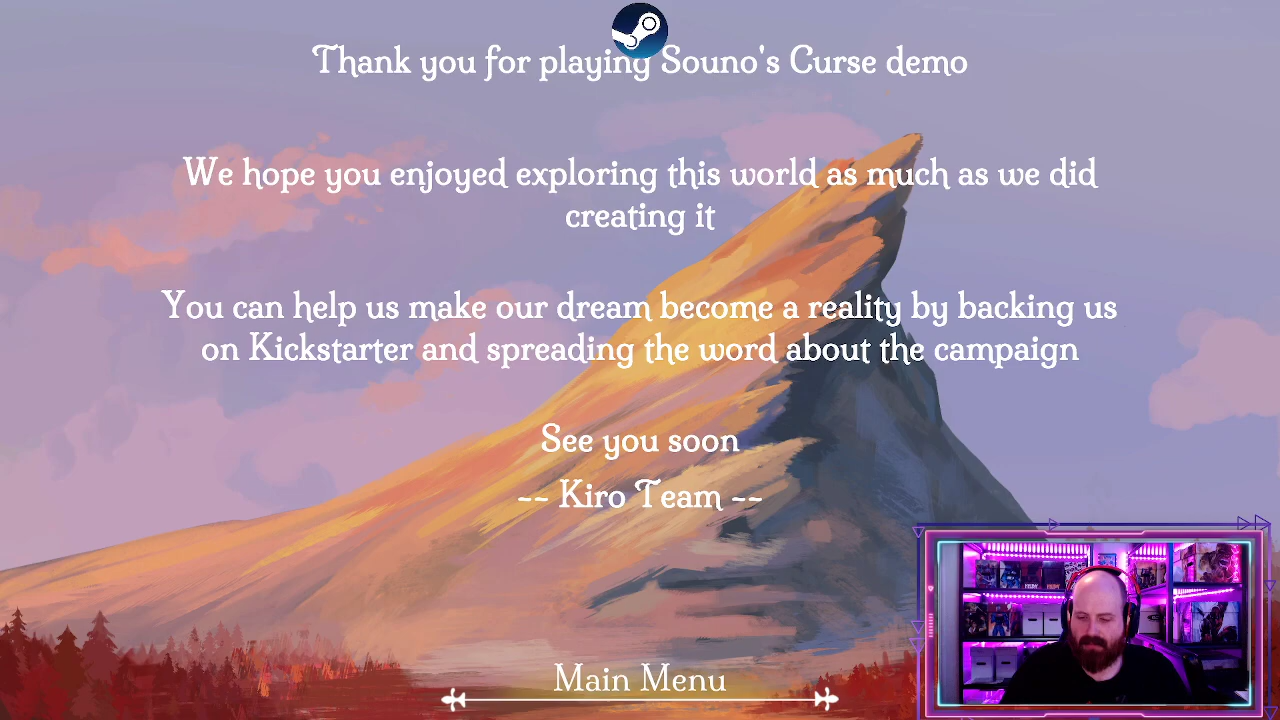 Thank you for playing Souno's Curse demo
We hope you enjoyed exploring this world as much as we did
creating it
You can help us make our dream become a reality by backing us
on Kickstarter and spreading the word about the campaign
See you soon
-- Kiro Team --
Main Menu